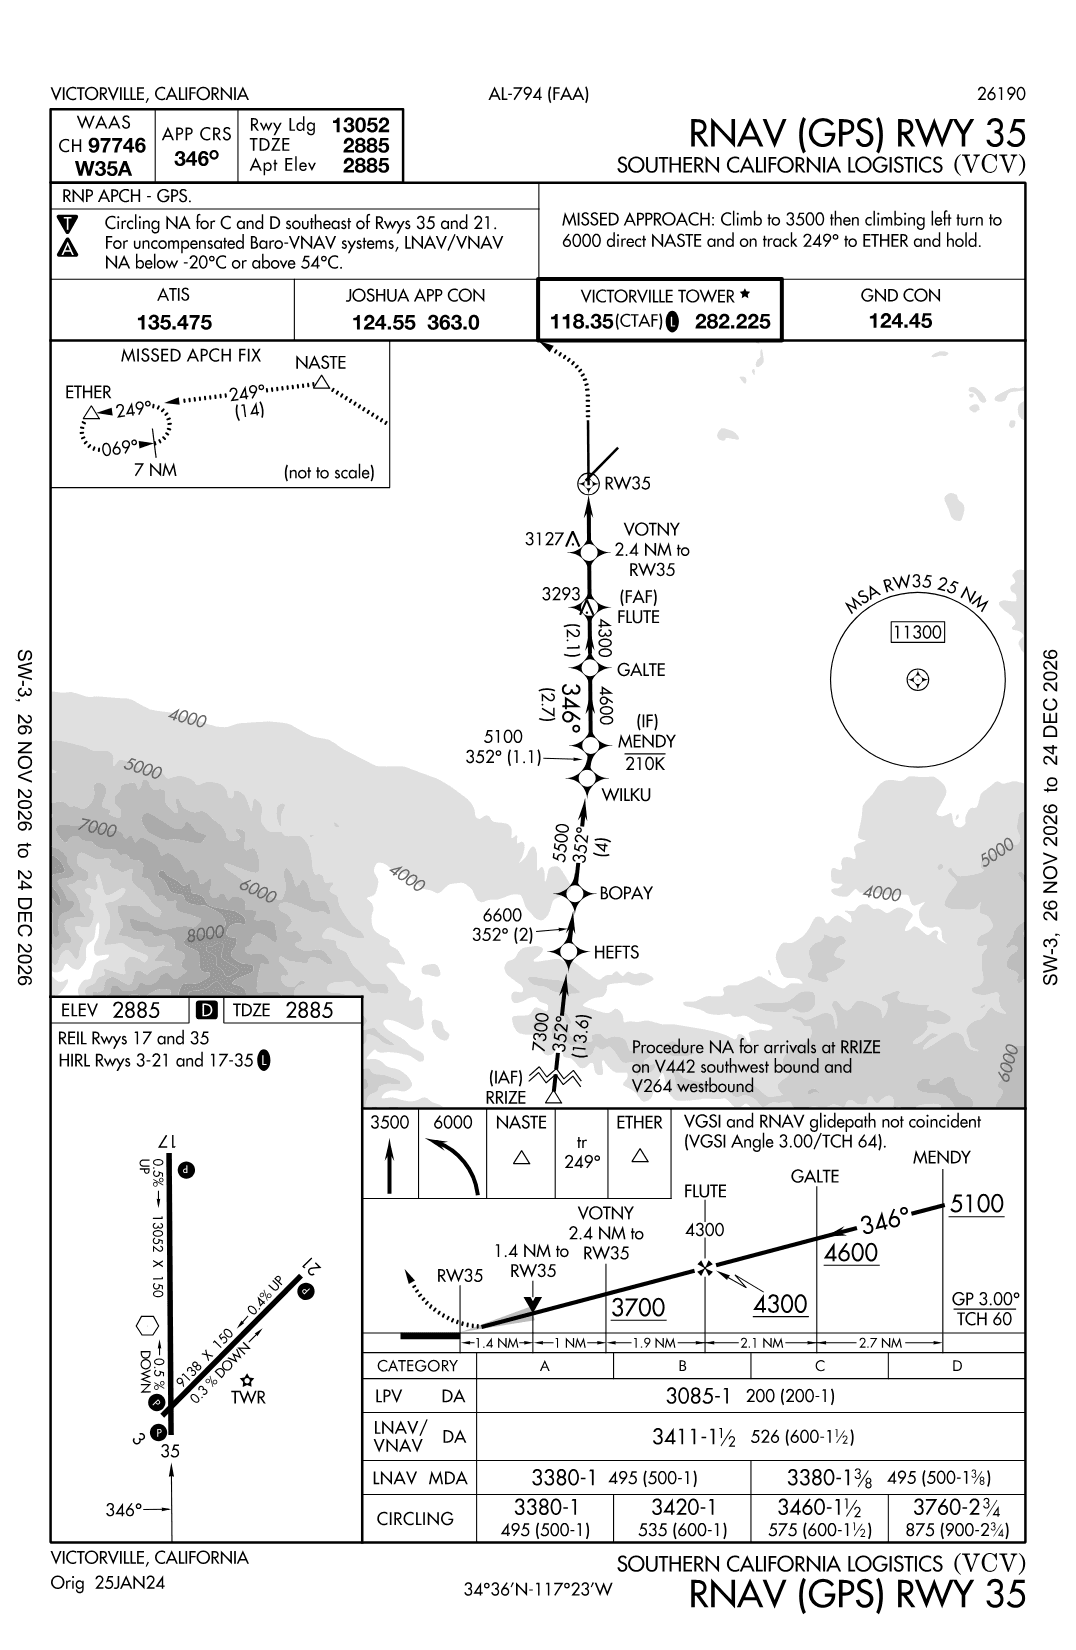 VICTORVILLE, CALIFORNIA
AL-794 (FAA)
26190
WAAS
CH 97746
W35A
APP CRS
346°
Rwy Ldg 13052
TDZE 2885
Apt Elev 2885
RNAV (GPS) RWY 35
SOUTHERN CALIFORNIA LOGISTICS (VCV)
RNP APCH - GPS.
T
A
Circling NA for C and D southeast of Rwys 35 and 21.
For uncompensated Baro-VNAV systems, LNAV/VNAV
NA below -20°C or above 54°C.
MISSED APPROACH: Climb to 3500 then climbing left turn to
6000 direct NASTE and on track 249° to ETHER and hold.
ATIS
135.475
JOSHUA APP CON
124.55 363.0
VICTORVILLE TOWER ★
118.35 (CTAF) L 282.225
GND CON
124.45
MISSED APCH FIX
NASTE
ETHER
249°
249°
(14)
069°
7 NM
(not to scale)
RW35
3127
VOTNY
2.4 NM to
RW35
3293
(FAF)
FLUTE
4300
(2.1)
GALTE
346°
4600
(2.7)
(IF)
MENDY
210K
5100
352° (1.1)
WILKU
5500
352°
(4)
BOPAY
6600
352° (2)
HEFTS
7300
352°
(13.6)
(IAF)
RRIZE
MSA RW35 25 NM
11300
4000
5000
7000
6000
8000
4000
4000
5000
6000
Procedure NA for arrivals at RRIZE
on V442 southwest bound and
V264 westbound
SW-3, 26 NOV 2026 to 24 DEC 2026
SW-3, 26 NOV 2026 to 24 DEC 2026
ELEV 2885
D
TDZE 2885
REIL Rwys 17 and 35
HIRL Rwys 3-21 and 17-35 L
17
P
0.5%
UP
13052 X 150
21
P
0.4% UP
9138 X 150
0.3% DOWN
0.5%
DOWN
TWR
P
P
3
35
346°
3500
6000
NASTE
tr
249°
ETHER
VGSI and RNAV glidepath not coincident
(VGSI Angle 3.00/TCH 64).
MENDY
GALTE
FLUTE
VOTNY
2.4 NM to
RW35
1.4 NM to
RW35
RW35
4300
346°
5100
4600
4300
3700
GP 3.00°
TCH 60
1.4 NM
1 NM
1.9 NM
2.1 NM
2.7 NM
CATEGORY A B C D
LPV DA 3085-1 200 (200-1)
LNAV/
VNAV DA 3411-1½ 526 (600-1½)
LNAV MDA 3380-1 495 (500-1) 3380-1⅜ 495 (500-1⅜)
CIRCLING
3380-1
495 (500-1)
3420-1
535 (600-1)
3460-1½
575 (600-1½)
3760-2¾
875 (900-2¾)
VICTORVILLE, CALIFORNIA
Orig 25JAN24
34°36'N-117°23'W
SOUTHERN CALIFORNIA LOGISTICS (VCV)
RNAV (GPS) RWY 35